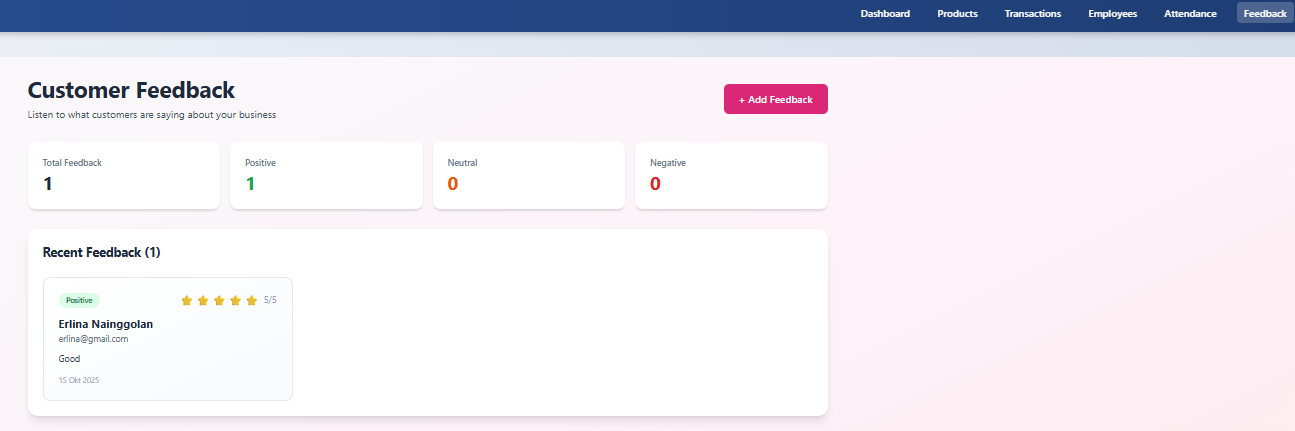 Dashboard Products Transactions Employees Attendance Feedback
Customer Feedback
Listen to what customers are saying about your business
+ Add Feedback
Total Feedback
1
Positive
1
Neutral
0
Negative
0
Recent Feedback (1)
Positive 5/5
Erlina Nainggolan
erlina@gmail.com
Good
15 Okt 2025